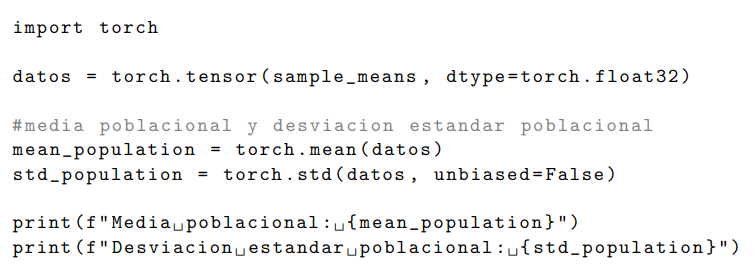 import torch
datos = torch.tensor(sample_means, dtype=torch.float32)
#media poblacional y desviacion estandar poblacional
mean_population = torch.mean(datos)
std_population = torch.std(datos, unbiased=False)
print(f"Media␣poblacional:␣{mean_population}")
print(f"Desviacion␣estandar␣poblacional:␣{std_population}")